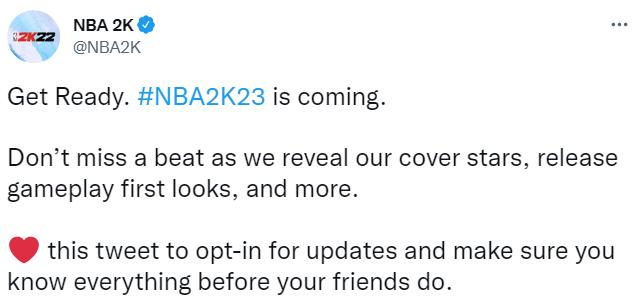 2K22
NBA 2K
@NBA2K
Get Ready. #NBA2K23 is coming.
Don't miss a beat as we reveal our cover stars, release
gameplay first looks, and more.
❤️ this tweet to opt-in for updates and make sure you
know everything before your friends do.